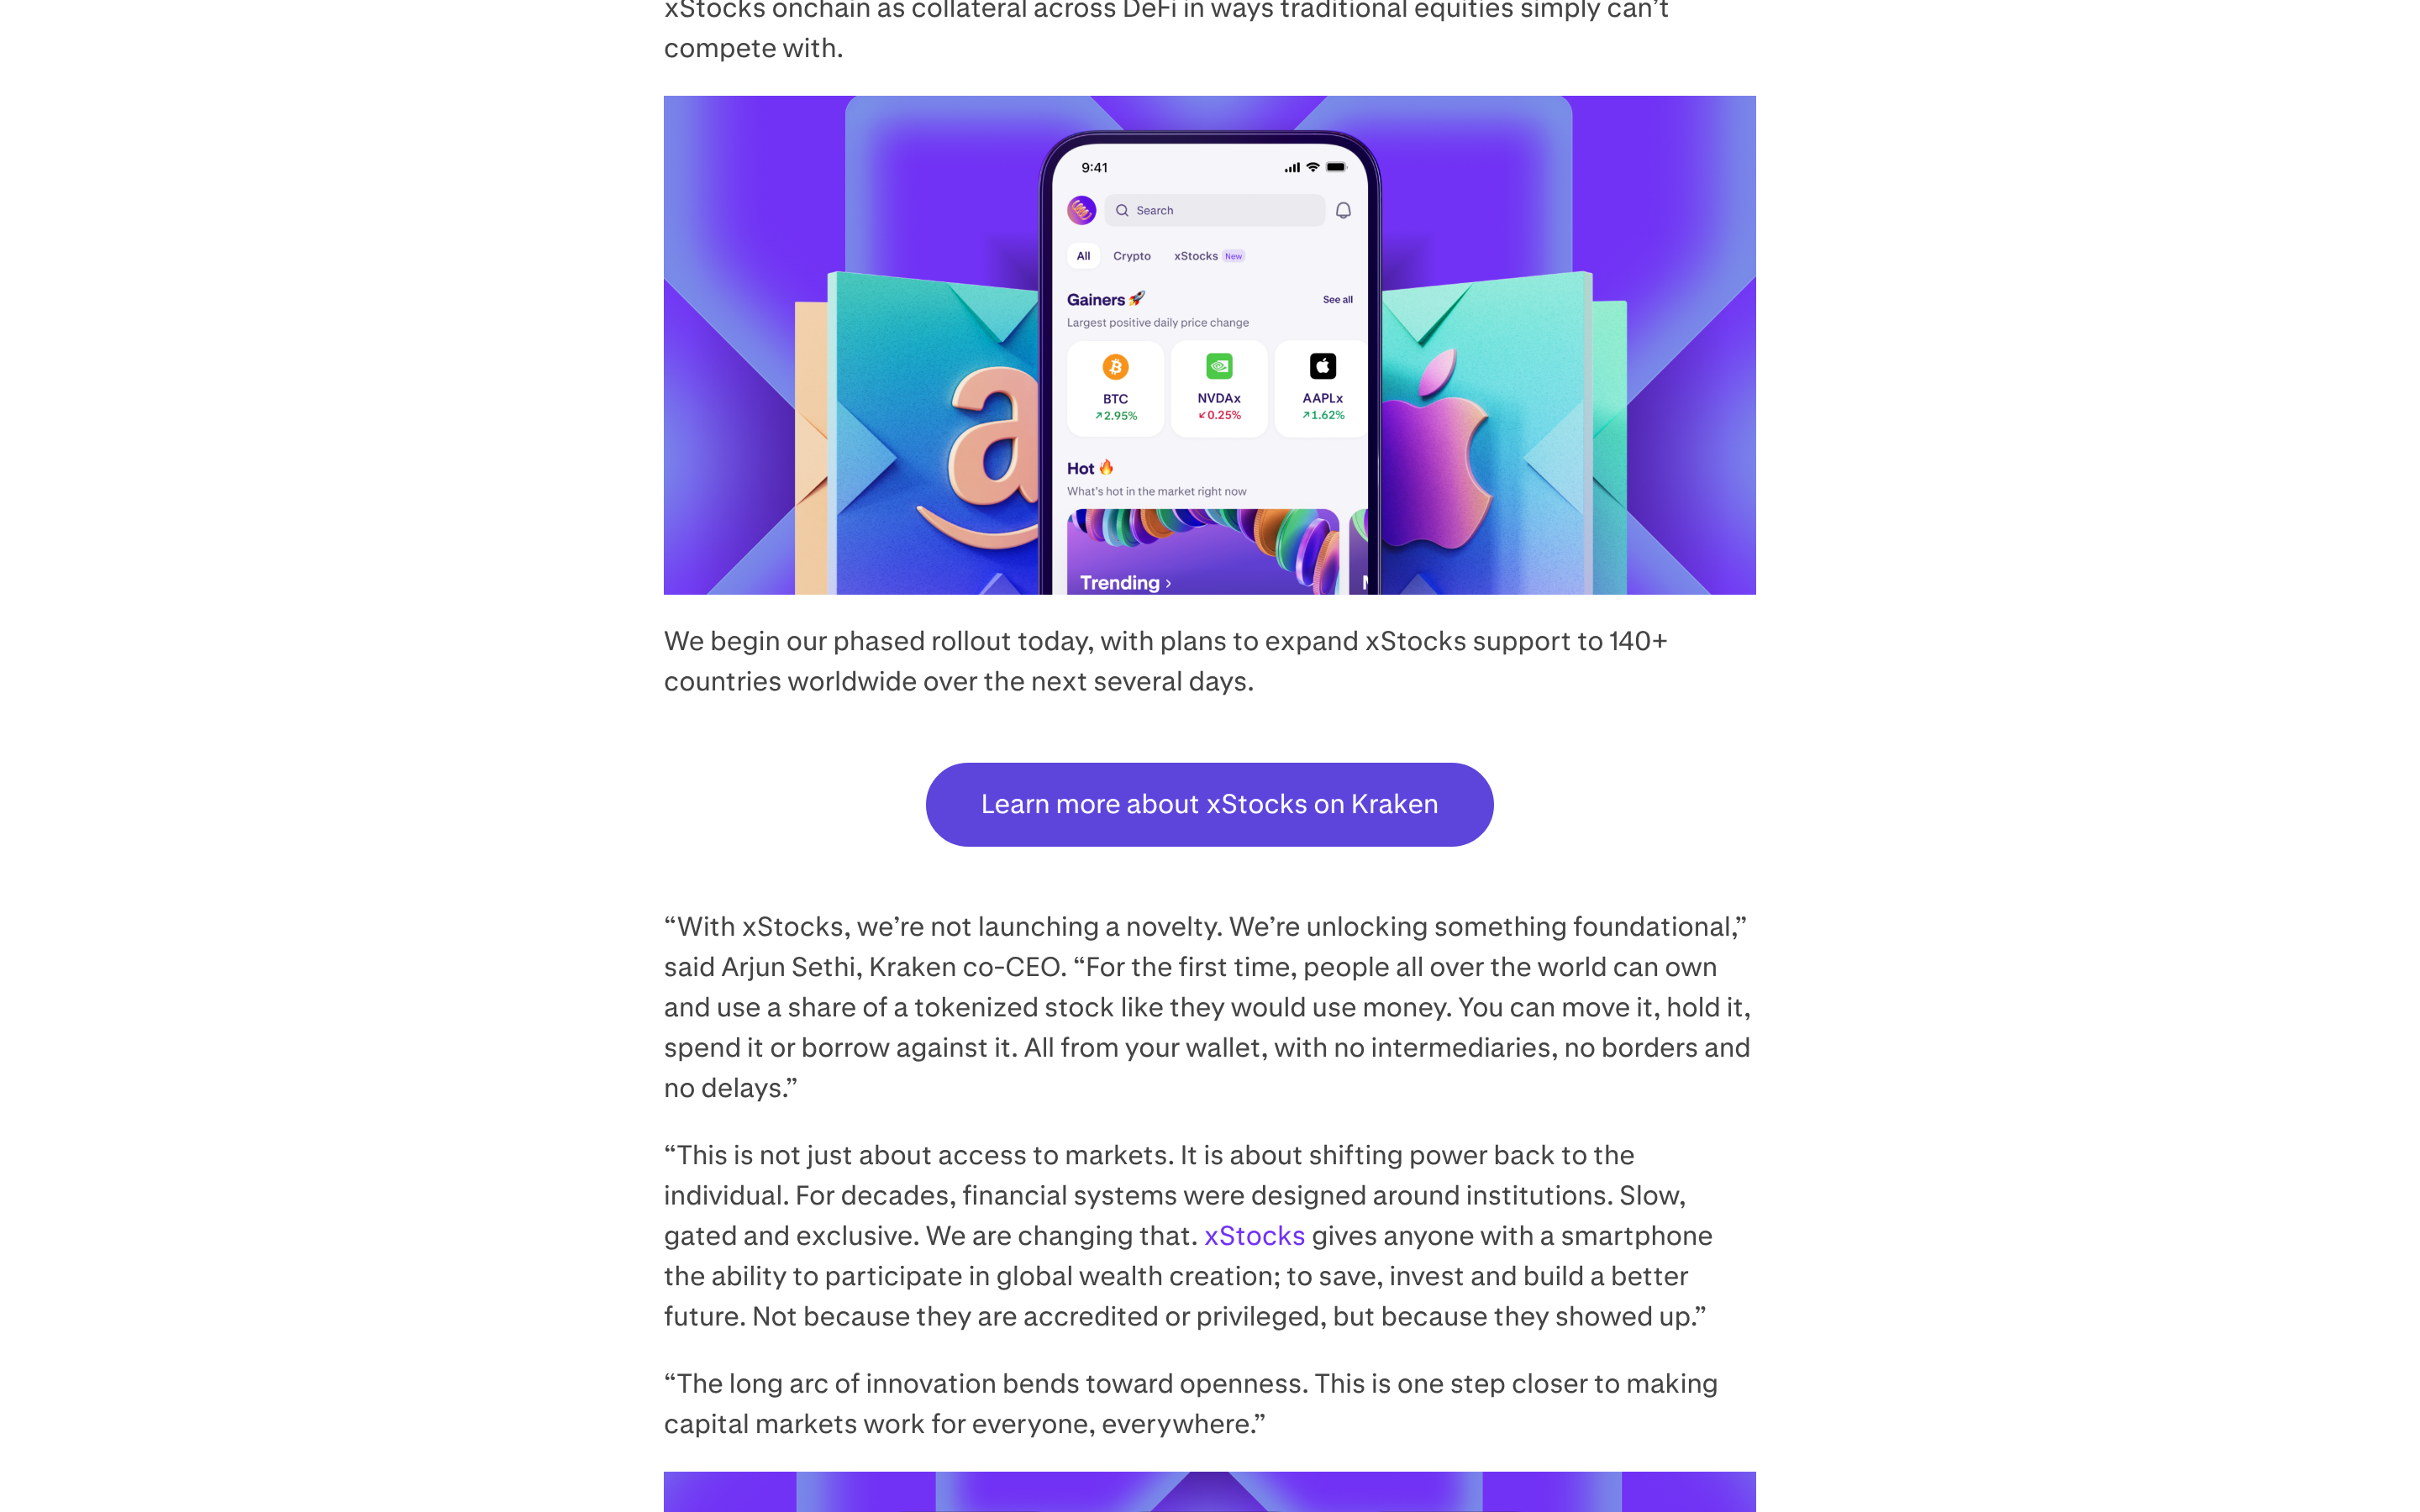 xStocks onchain as collateral across DeFi in ways traditional equities simply can’t
compete with.
9:41
Search
All Crypto xStocks New
Gainers 🚀 See all
Largest positive daily price change
BTC NVDAx AAPLx
↗2.95% ↙0.25% ↗1.62%
Hot 🔥
What's hot in the market right now
Trending ›
a
We begin our phased rollout today, with plans to expand xStocks support to 140+
countries worldwide over the next several days.
Learn more about xStocks on Kraken
“With xStocks, we’re not launching a novelty. We’re unlocking something foundational,”
said Arjun Sethi, Kraken co-CEO. “For the first time, people all over the world can own
and use a share of a tokenized stock like they would use money. You can move it, hold it,
spend it or borrow against it. All from your wallet, with no intermediaries, no borders and
no delays.”
“This is not just about access to markets. It is about shifting power back to the
individual. For decades, financial systems were designed around institutions. Slow,
gated and exclusive. We are changing that. xStocks gives anyone with a smartphone
the ability to participate in global wealth creation; to save, invest and build a better
future. Not because they are accredited or privileged, but because they showed up.”
“The long arc of innovation bends toward openness. This is one step closer to making
capital markets work for everyone, everywhere.”